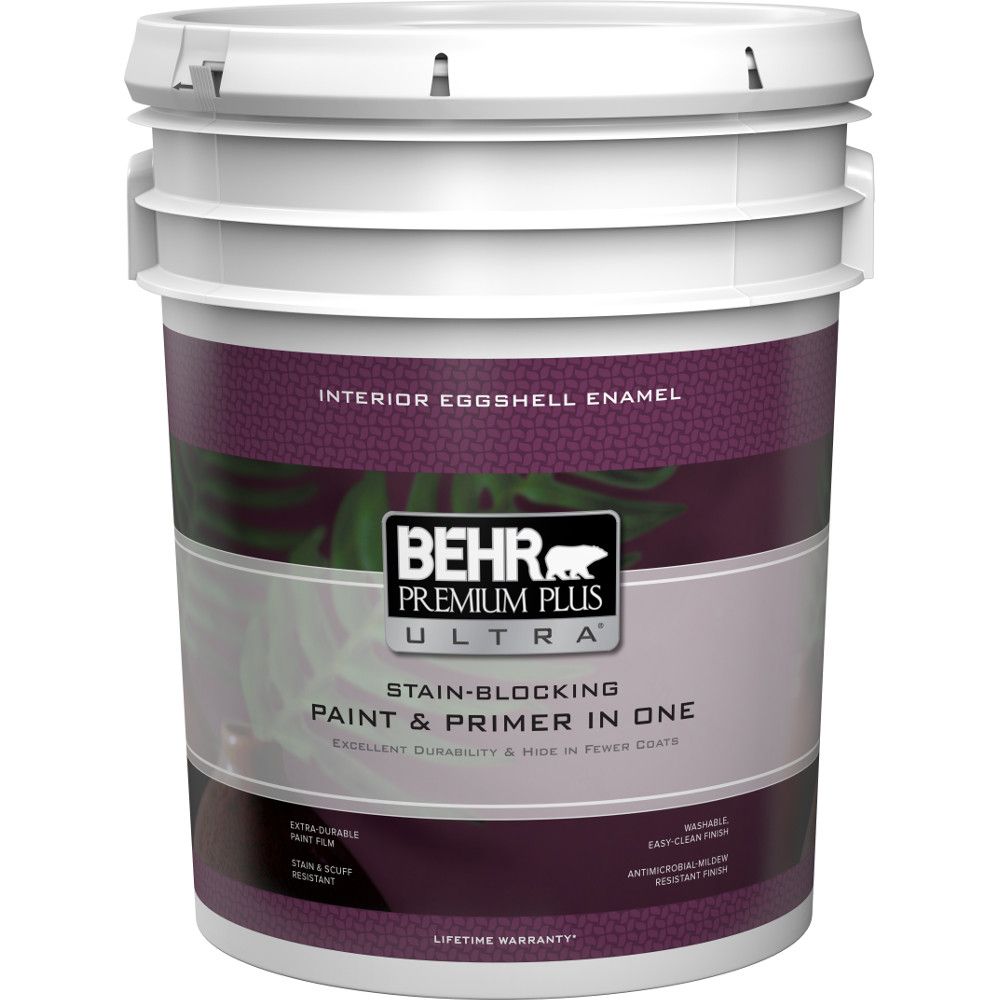 INTERIOR EGGSHELL ENAMEL
BEHR
PREMIUM PLUS
ULTRA®
STAIN-BLOCKING
PAINT & PRIMER IN ONE
EXCELLENT DURABILITY & HIDE IN FEWER COATS
EXTRA-DURABLE
PAINT FILM
STAIN & SCUFF
RESISTANT
WASHABLE,
EASY-CLEAN FINISH
ANTIMICROBIAL-MILDEW
RESISTANT FINISH
LIFETIME WARRANTY*